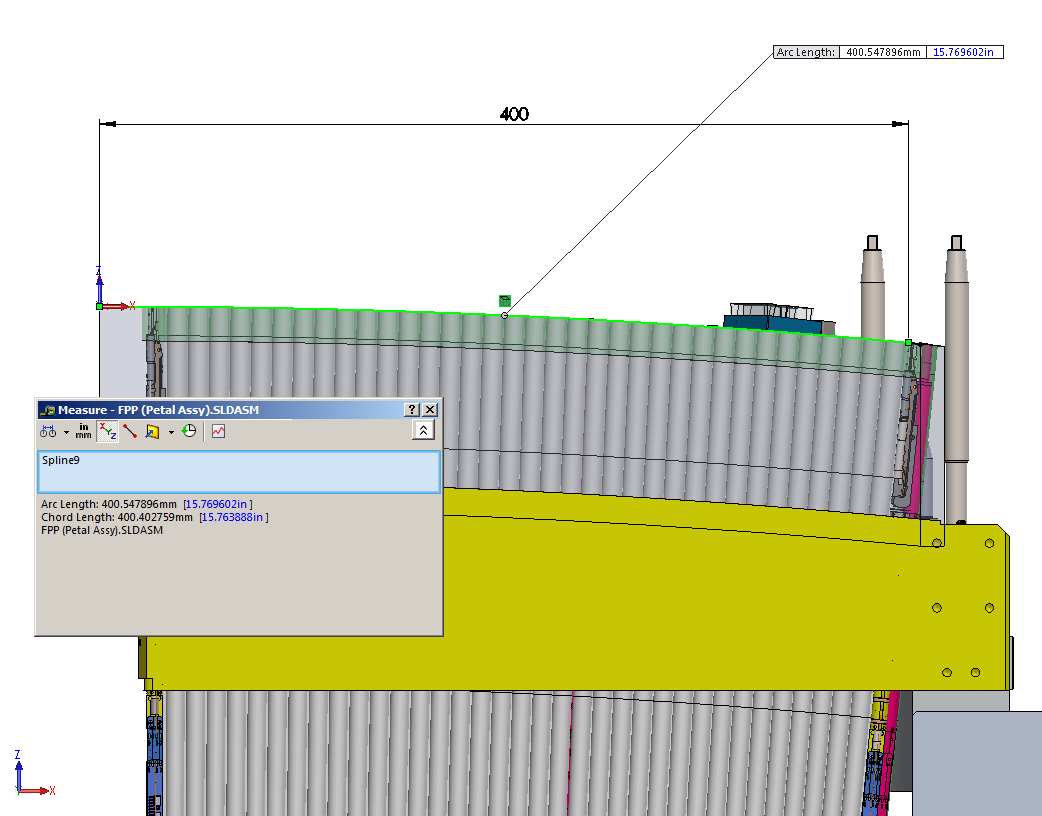 Arc Length: 400.547896mm 15.769602in
400
Z
X
Measure - FPP (Petal Assy).SLDASM
in
mm
X Y Z
Spline9
Arc Length: 400.547896mm [15.769602in ]
Chord Length: 400.402759mm [15.763888in ]
FPP (Petal Assy).SLDASM
Z
X